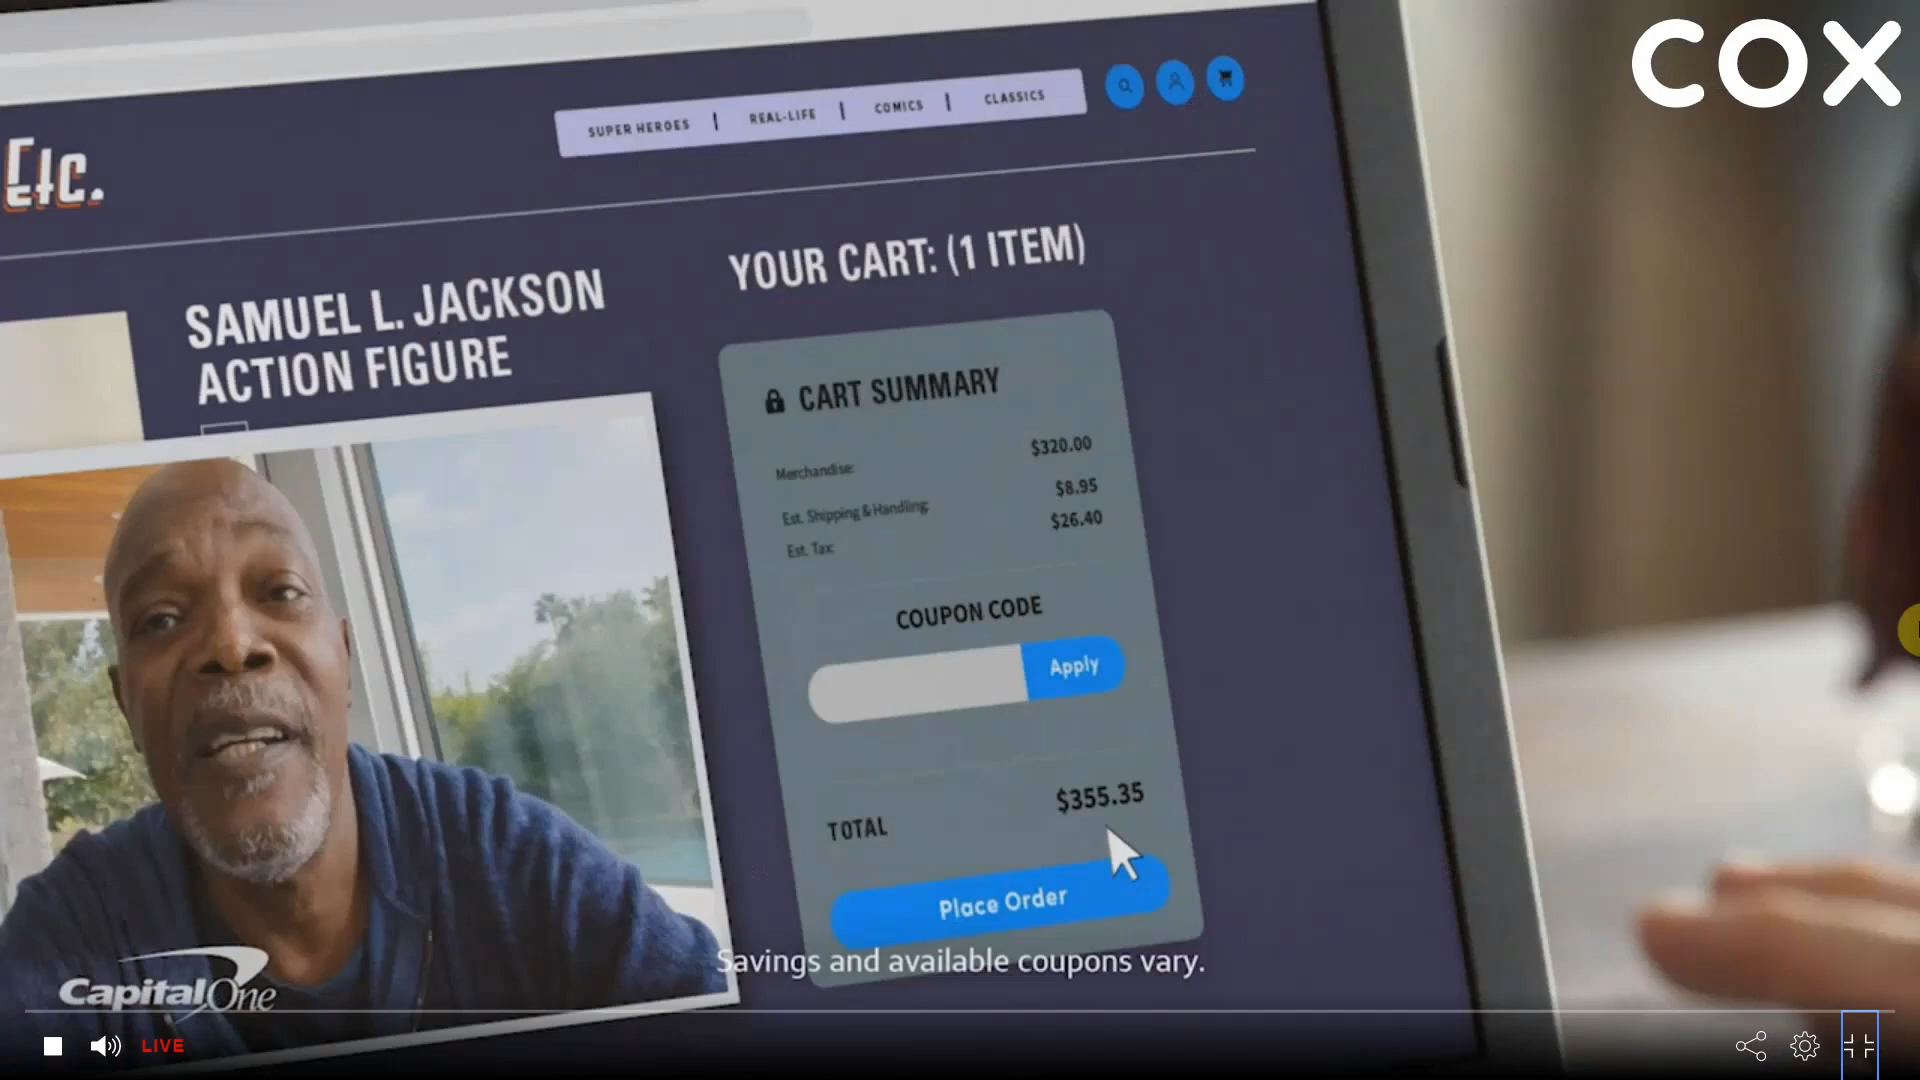 COX
SUPER HEROES | REAL-LIFE | COMICS | CLASSICS
Etc.
SAMUEL L. JACKSON
ACTION FIGURE
YOUR CART: (1 ITEM)
CART SUMMARY
Merchandise: $320.00
Est. Shipping & Handling: $8.95
Est. Tax: $26.40
COUPON CODE
Apply
TOTAL $355.35
Place Order
Savings and available coupons vary.
Capital One
LIVE